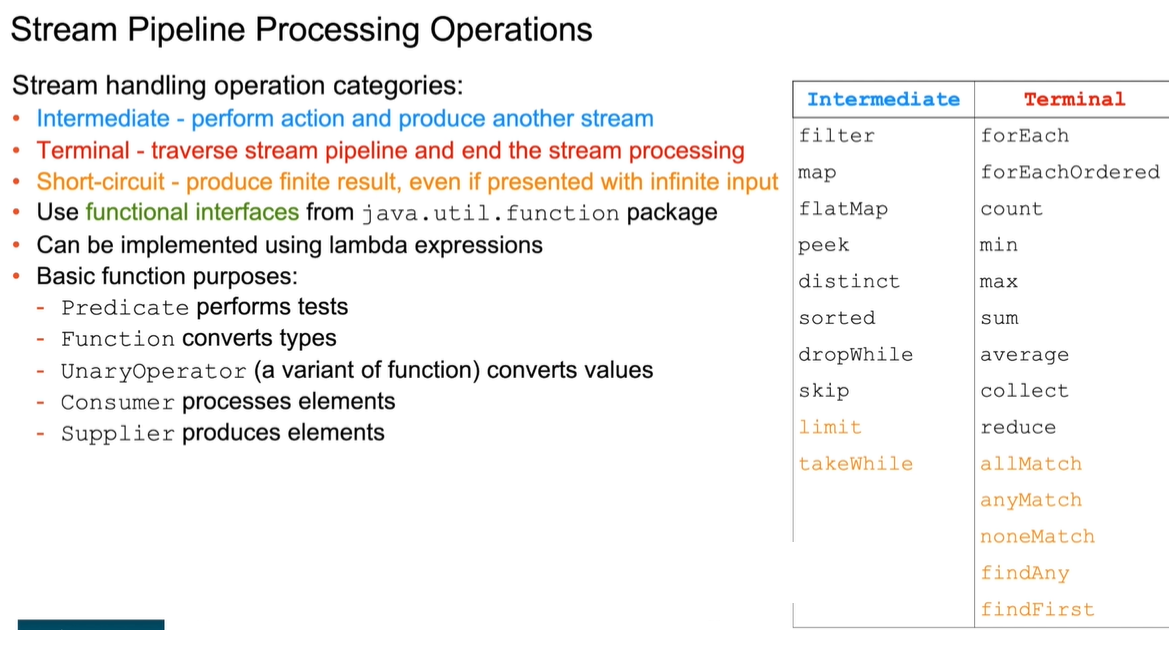 Stream Pipeline Processing Operations
Stream handling operation categories:
• Intermediate - perform action and produce another stream
• Terminal - traverse stream pipeline and end the stream processing
• Short-circuit - produce finite result, even if presented with infinite input
• Use functional interfaces from java.util.function package
• Can be implemented using lambda expressions
• Basic function purposes:
- Predicate performs tests
- Function converts types
- UnaryOperator (a variant of function) converts values
- Consumer processes elements
- Supplier produces elements
Intermediate Terminal
filter forEach
map forEachOrdered
flatMap count
peek min
distinct max
sorted sum
dropWhile average
skip collect
limit reduce
takeWhile allMatch
anyMatch
noneMatch
findAny
findFirst